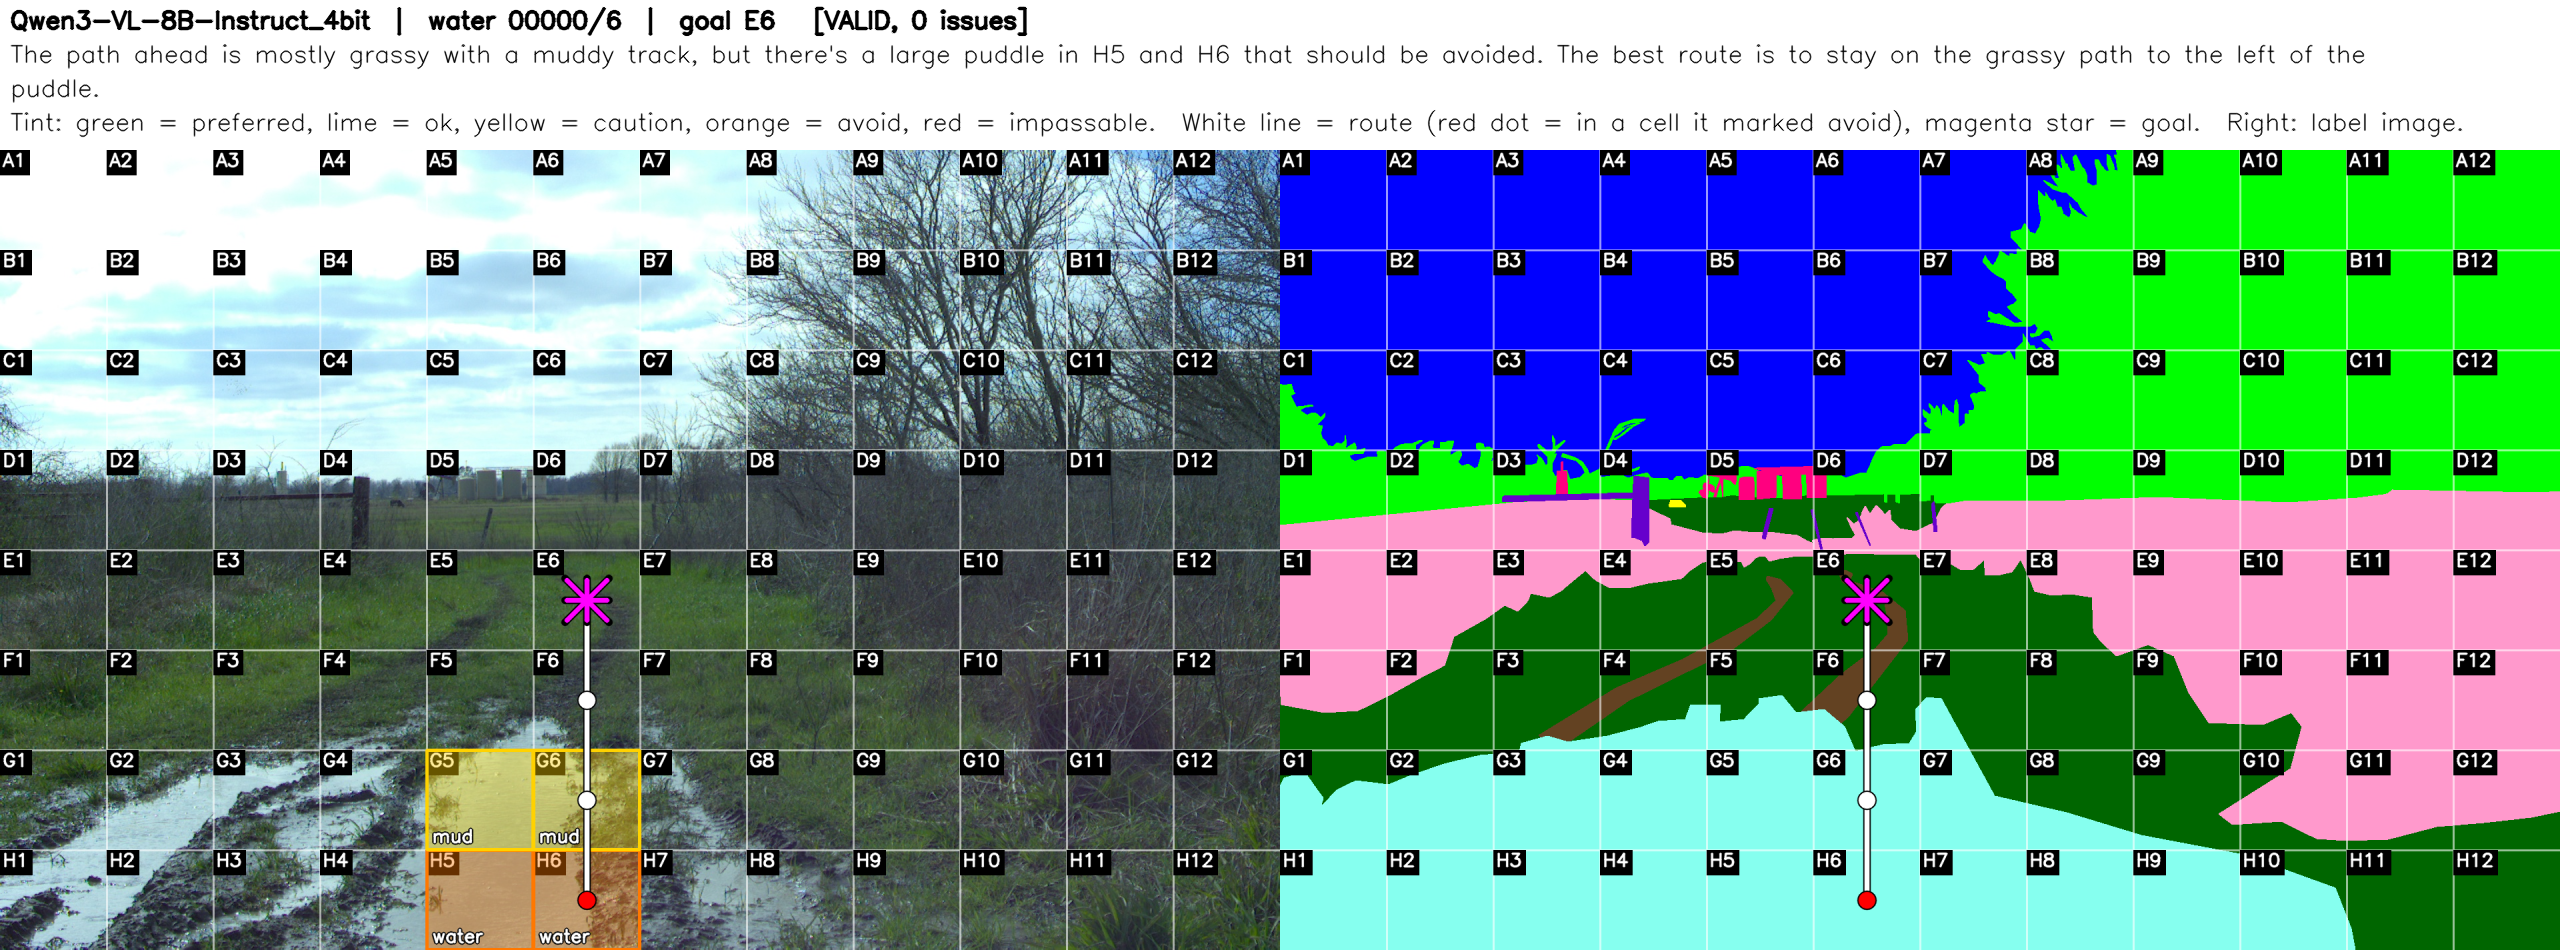 Qwen3-VL-8B-Instruct_4bit | water 00000/6 | goal E6 [VALID, 0 issues]
The path ahead is mostly grassy with a muddy track, but there's a large puddle in H5 and H6 that should be avoided. The best route is to stay on the grassy path to the left of the
puddle.
Tint: green = preferred, lime = ok, yellow = caution, orange = avoid, red = impassable. White line = route (red dot = in a cell it marked avoid), magenta star = goal. Right: label image.
A1 A2 A3 A4 A5 A6 A7 A8 A9 A10 A11 A12 A1 A2 A3 A4 A5 A6 A7 A8 A9 A10 A11 A12
B1 B2 B3 B4 B5 B6 B7 B8 B9 B10 B11 B12 B1 B2 B3 B4 B5 B6 B7 B8 B9 B10 B11 B12
C1 C2 C3 C4 C5 C6 C7 C8 C9 C10 C11 C12 C1 C2 C3 C4 C5 C6 C7 C8 C9 C10 C11 C12
D1 D2 D3 D4 D5 D6 D7 D8 D9 D10 D11 D12 D1 D2 D3 D4 D5 D6 D7 D8 D9 D10 D11 D12
E1 E2 E3 E4 E5 E6 E7 E8 E9 E10 E11 E12 E1 E2 E3 E4 E5 E6 E7 E8 E9 E10 E11 E12
F1 F2 F3 F4 F5 F6 F7 F8 F9 F10 F11 F12 F1 F2 F3 F4 F5 F6 F7 F8 F9 F10 F11 F12
G1 G2 G3 G4 G5 G6 G7 G8 G9 G10 G11 G12 G1 G2 G3 G4 G5 G6 G7 G8 G9 G10 G11 G12
mud mud
H1 H2 H3 H4 H5 H6 H7 H8 H9 H10 H11 H12 H1 H2 H3 H4 H5 H6 H7 H8 H9 H10 H11 H12
water water